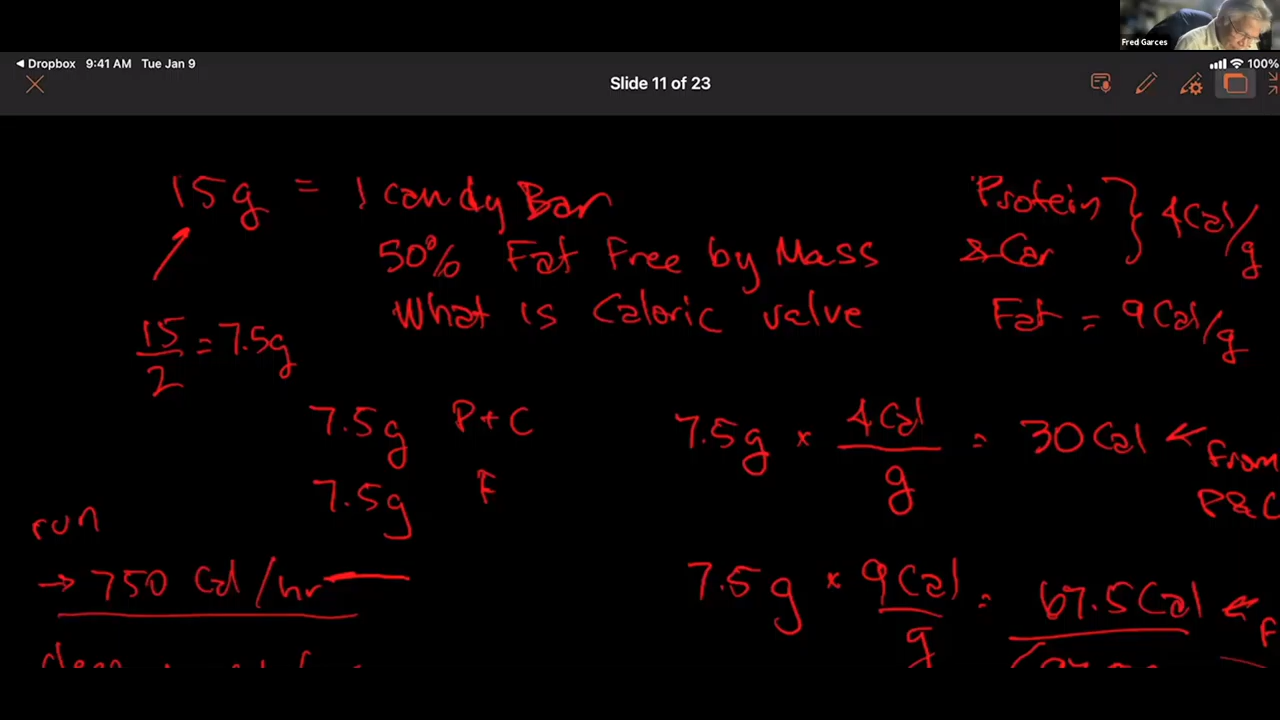 Fred Garces
Dropbox 9:41 AM Tue Jan 9
100%
Slide 11 of 23
15g = 1 candy Bar
50% Fat Free by Mass
What is Caloric valve
Protein
& Car
4Cal/g
Fat = 9Cal/g
15/2 = 7.5g
7.5g P+C
7.5g F
7.5g × 4Cal/g = 30Cal ← from
P&C
run
→ 750 Cal/hr
7.5g × 9Cal/g = 67.5Cal ← F